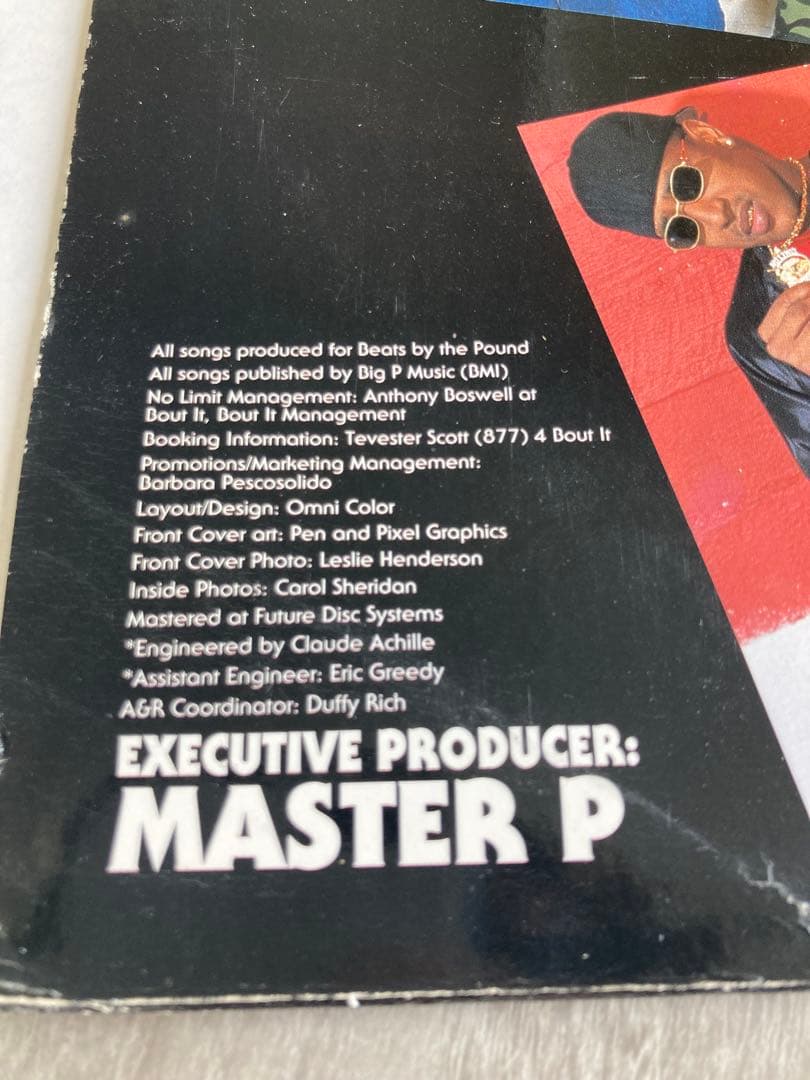 All songs produced for Beats by the Pound
All songs published by Big P Music (BMI)
No Limit Management: Anthony Boswell at
Bout It, Bout It Management
Booking Information: Tevester Scott (877) 4 Bout It
Promotions/Marketing Management:
Barbara Pescosolido
Layout/Design: Omni Color
Front Cover art: Pen and Pixel Graphics
Front Cover Photo: Leslie Henderson
Inside Photos: Carol Sheridan
Mastered at Future Disc Systems
*Engineered by Claude Achille
*Assistant Engineer: Eric Greedy
A&R Coordinator: Duffy Rich
EXECUTIVE PRODUCER:
MASTER P